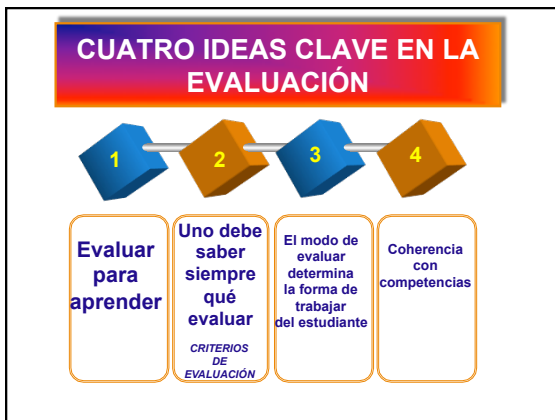 CUATRO IDEAS CLAVE EN LA
EVALUACIÓN
1
2
3
4
Evaluar
para
aprender
Uno debe
saber
siempre
qué
evaluar
CRITERIOS
DE
EVALUACIÓN
El modo de
evaluar
determina
la forma de
trabajar
del estudiante
Coherencia
con
competencias